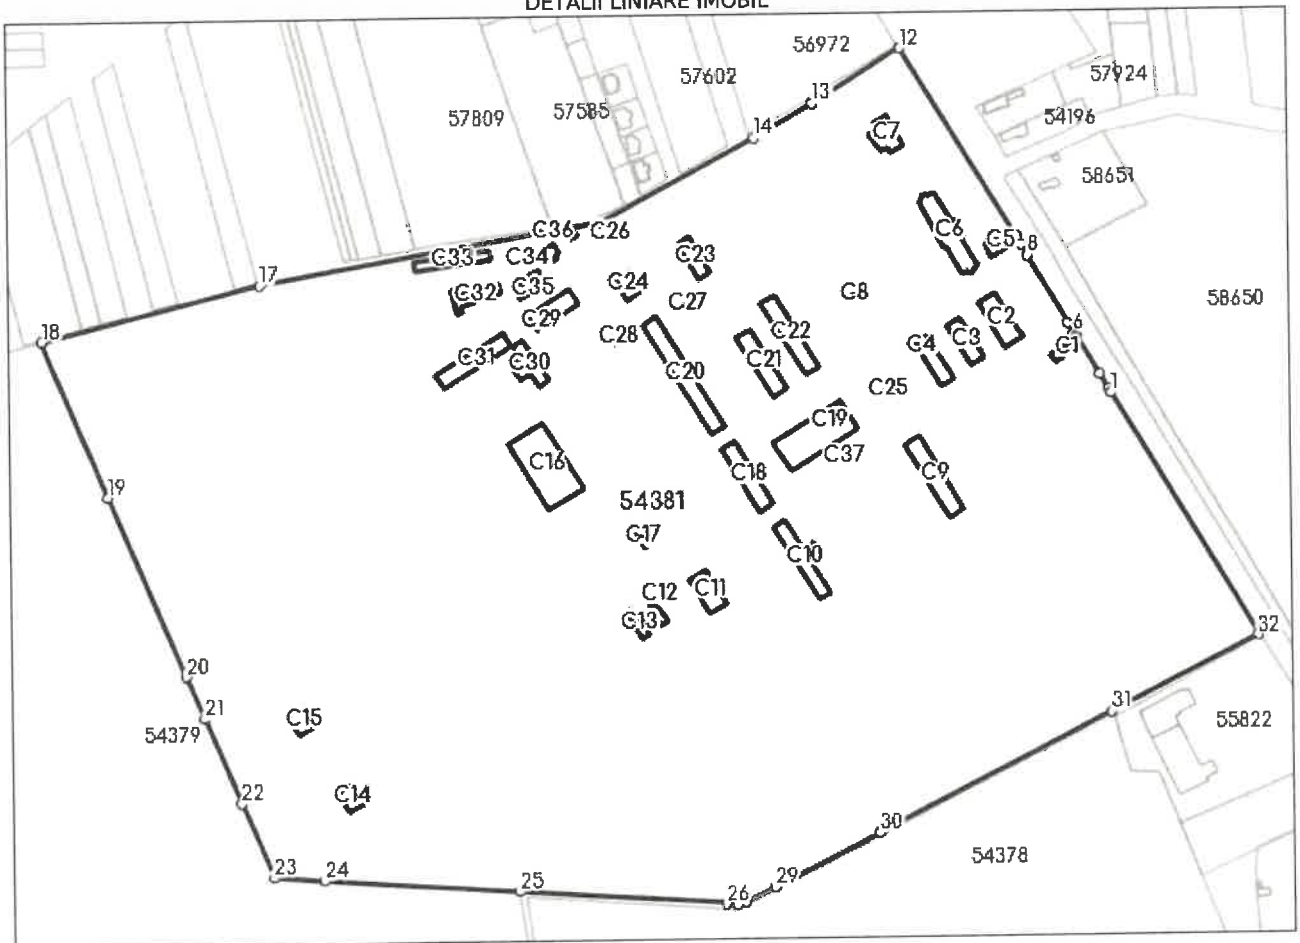 DETALII LINIARE IMOBIL
56972
12
57602
57924
13
57809
57585
54196
14
C7
58651
C36
C26
C6
C5
8
C33
C34
C23
17
C32
C35
C24
C27
C8
58650
C29
C2
6
18
C28
C22
C4
C3
C1
C31
C30
C21
C20
1
C25
C19
C16
C18
C37
C9
19
54381
C17
C10
C12
C11
C13
32
20
31
21
C15
55822
54379
22
C14
30
54378
23
24
25
26
29